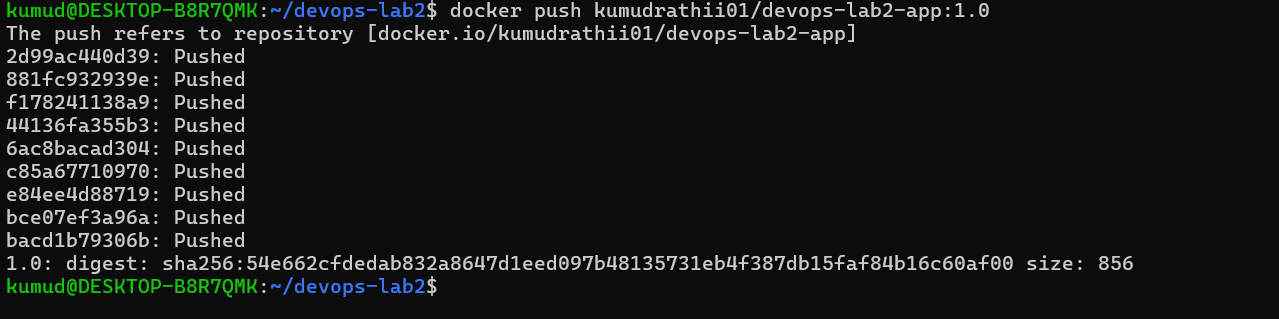 kumud@DESKTOP-B8R7QMK:~/devops-lab2$ docker push kumudrathii01/devops-lab2-app:1.0
The push refers to repository [docker.io/kumudrathii01/devops-lab2-app]
2d99ac440d39: Pushed
881fc932939e: Pushed
f178241138a9: Pushed
44136fa355b3: Pushed
6ac8bacad304: Pushed
c85a67710970: Pushed
e84ee4d88719: Pushed
bce07ef3a96a: Pushed
bacd1b79306b: Pushed
1.0: digest: sha256:54e662cfdedab832a8647d1eed097b48135731eb4f387db15faf84b16c60af00 size: 856
kumud@DESKTOP-B8R7QMK:~/devops-lab2$